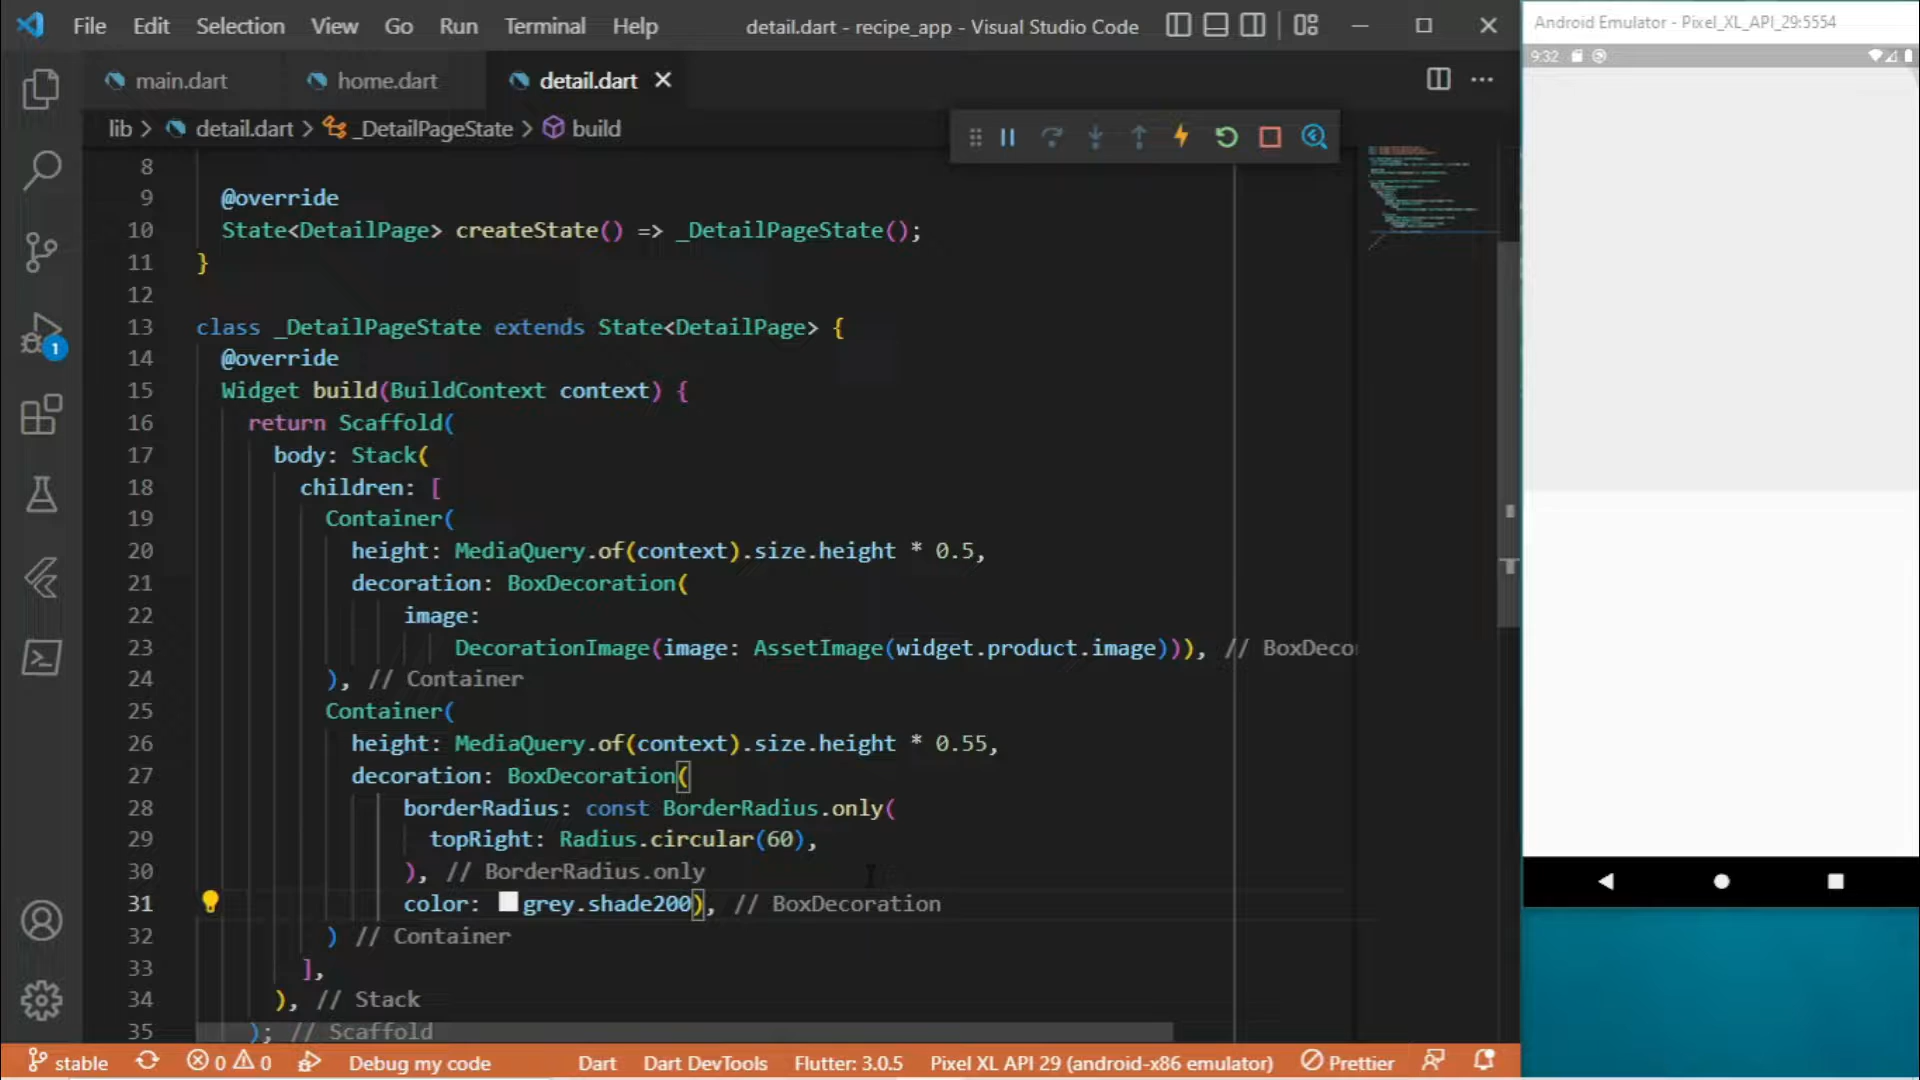 File Edit Selection View Go Run Terminal Help detail.dart - recipe_app - Visual Studio Code
Android Emulator - Pixel_XL_API_29:5554
9:32
main.dart home.dart detail.dart
lib > detail.dart > _DetailPageState > build
8
9 @override
10 State<DetailPage> createState() => _DetailPageState();
11 }
12
13 class _DetailPageState extends State<DetailPage> {
14 @override
15 Widget build(BuildContext context) {
16 return Scaffold(
17 body: Stack(
18 children: [
19 Container(
20 height: MediaQuery.of(context).size.height * 0.5,
21 decoration: BoxDecoration(
22 image:
23 DecorationImage(image: AssetImage(widget.product.image))), // BoxDeco
24 ), // Container
25 Container(
26 height: MediaQuery.of(context).size.height * 0.55,
27 decoration: BoxDecoration(
28 borderRadius: const BorderRadius.only(
29 topRight: Radius.circular(60),
30 ), // BorderRadius.only
31 color: grey.shade200), // BoxDecoration
32 ) // Container
33 ],
34 ), // Stack
35 ); // Scaffold
1
stable 0 0 Debug my code Dart Dart DevTools Flutter: 3.0.5 Pixel XL API 29 (android-x86 emulator) Prettier